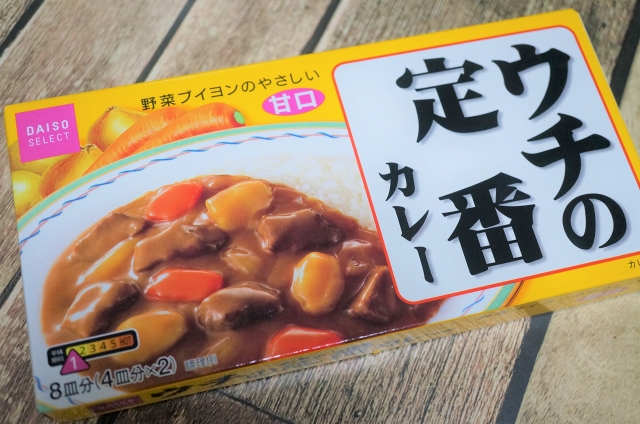 DAISO
SELECT
野菜ブイヨンのやさしい
甘口
ウチの
定番
カレー
1 2 3 4 5 HOT
8皿分(4皿分×2)